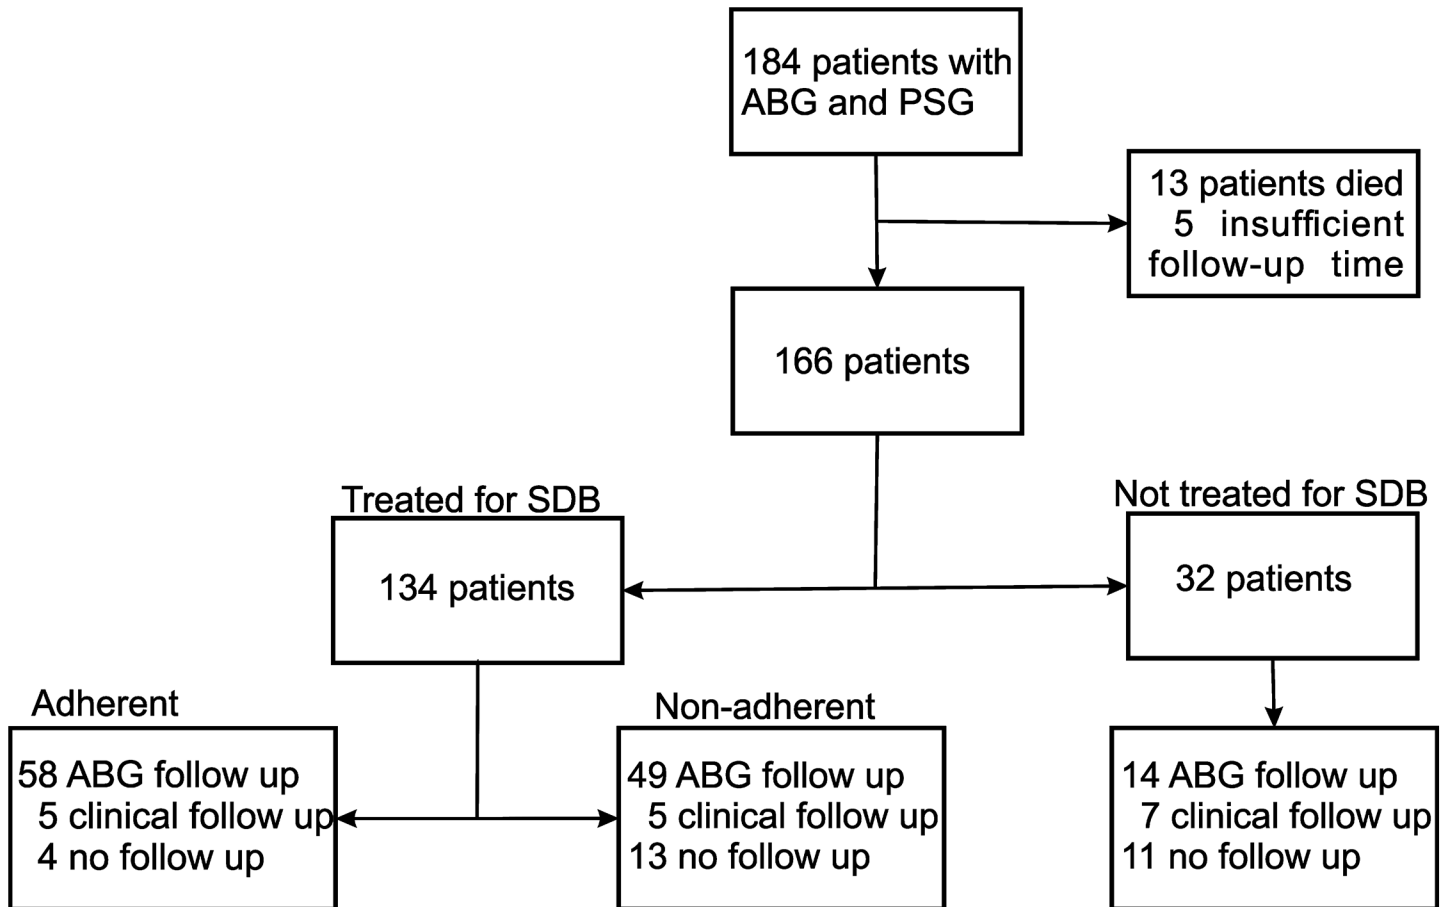 184 patients with
ABG and PSG
13 patients died
5 insufficient
follow-up time
166 patients
Treated for SDB
134 patients
Not treated for SDB
32 patients
Adherent
58 ABG follow up
5 clinical follow up
4 no follow up
Non-adherent
49 ABG follow up
5 clinical follow up
13 no follow up
14 ABG follow up
7 clinical follow up
11 no follow up